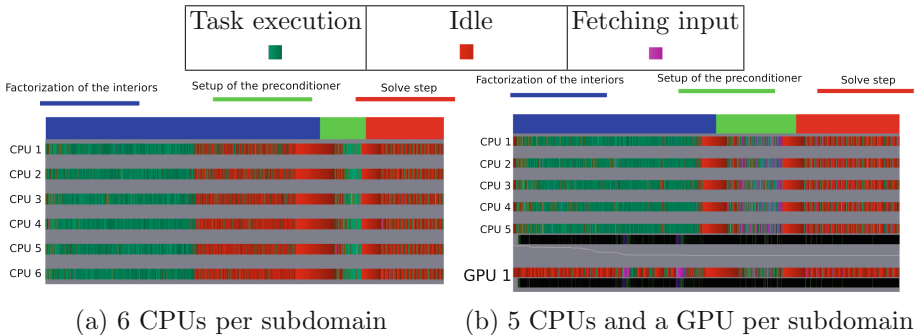 Task execution Idle Fetching input
Factorization of the interiors Setup of the preconditioner Solve step
CPU 1
CPU 2
CPU 3
CPU 4
CPU 5
CPU 6
(a) 6 CPUs per subdomain
Factorization of the interiors Setup of the preconditioner Solve step
CPU 1
CPU 2
CPU 3
CPU 4
CPU 5
GPU 1
(b) 5 CPUs and a GPU per subdomain